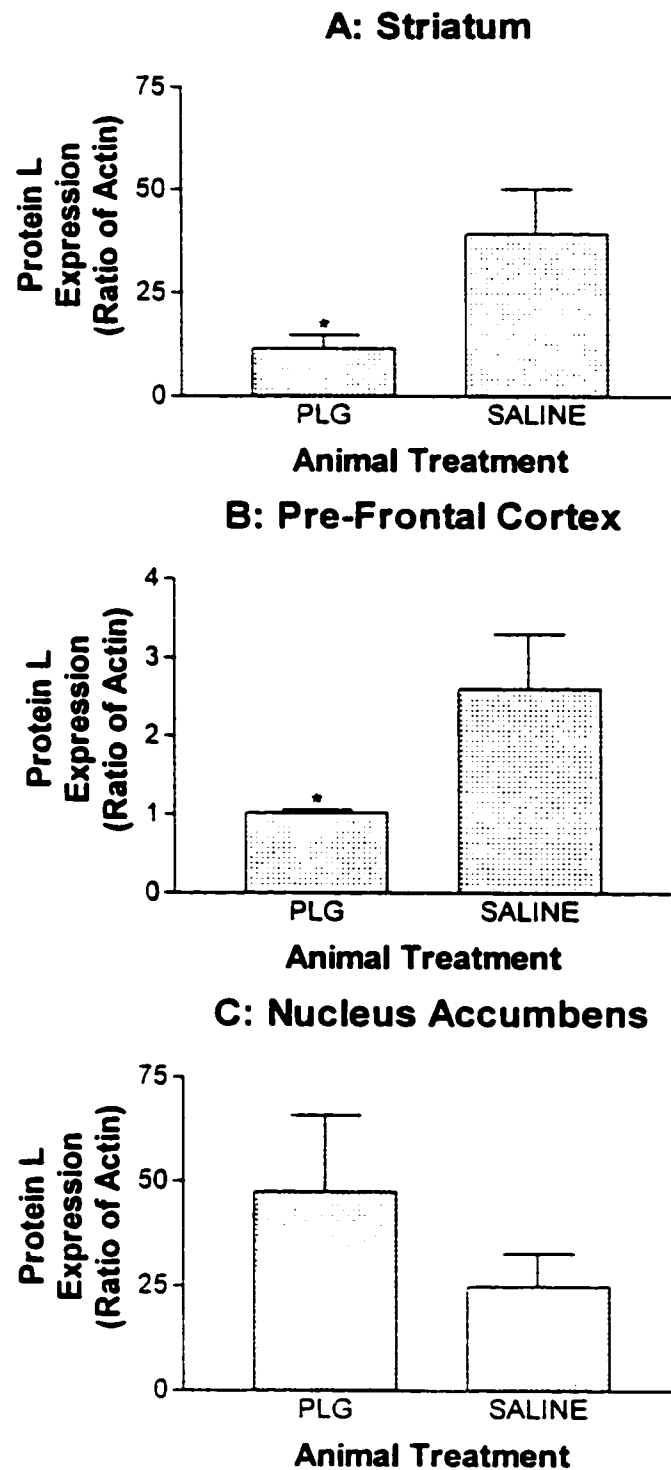 A: Striatum
Protein L
Expression
(Ratio of Actin)
75
50
25
0
*
PLG
SALINE
Animal Treatment
B: Pre-Frontal Cortex
Protein L
Expression
(Ratio of Actin)
4
3
2
1
0
*
PLG
SALINE
Animal Treatment
C: Nucleus Accumbens
Protein L
Expression
(Ratio of Actin)
75
50
25
0
PLG
SALINE
Animal Treatment